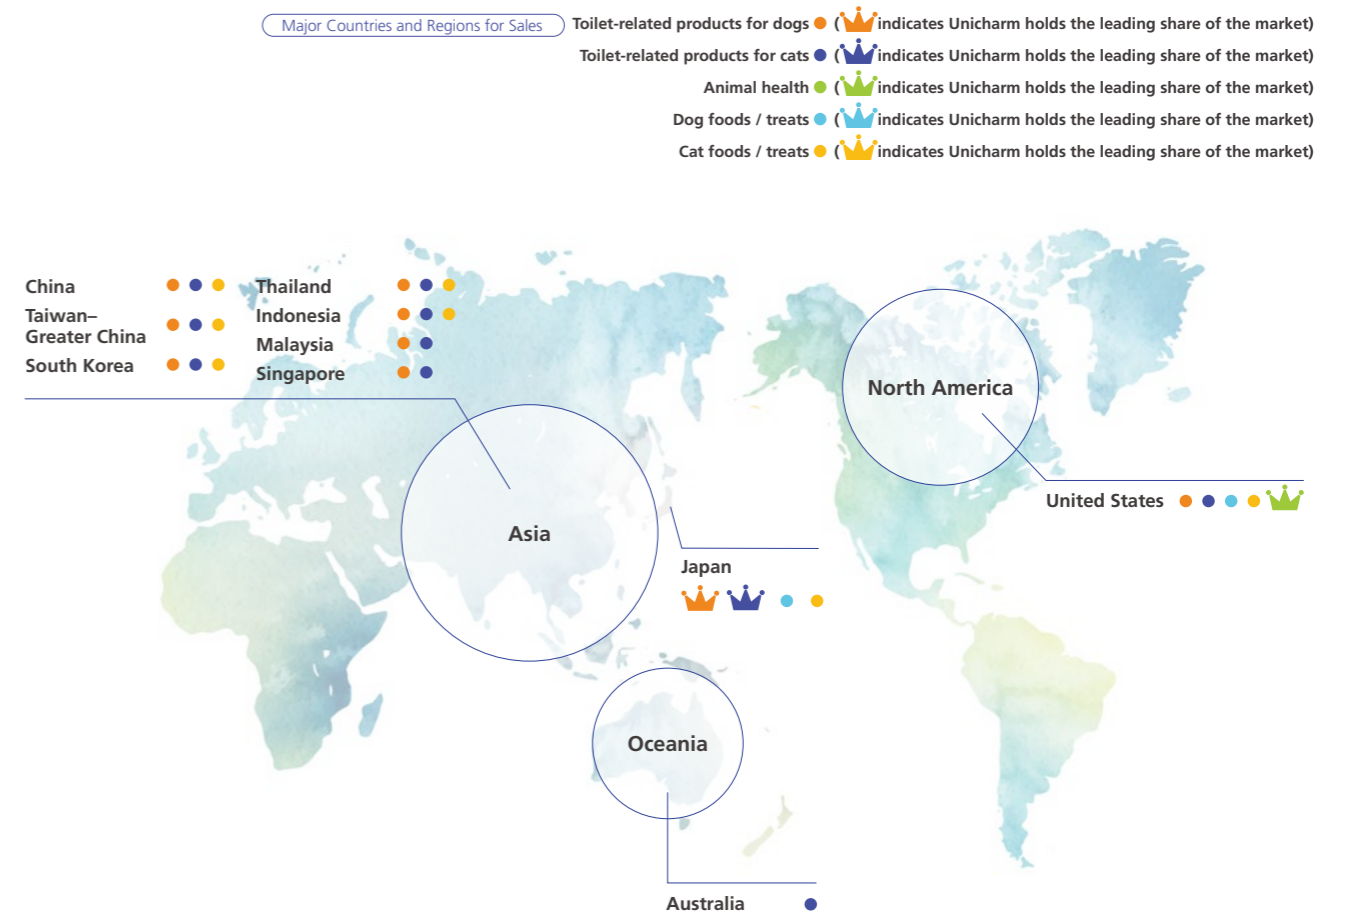 Major Countries and Regions for Sales
Toilet-related products for dogs ( indicates Unicharm holds the leading share of the market)
Toilet-related products for cats ( indicates Unicharm holds the leading share of the market)
Animal health ( indicates Unicharm holds the leading share of the market)
Dog foods / treats ( indicates Unicharm holds the leading share of the market)
Cat foods / treats ( indicates Unicharm holds the leading share of the market)
China
Taiwan–
Greater China
South Korea
Thailand
Indonesia
Malaysia
Singapore
North America
United States
Asia
Japan
Oceania
Australia